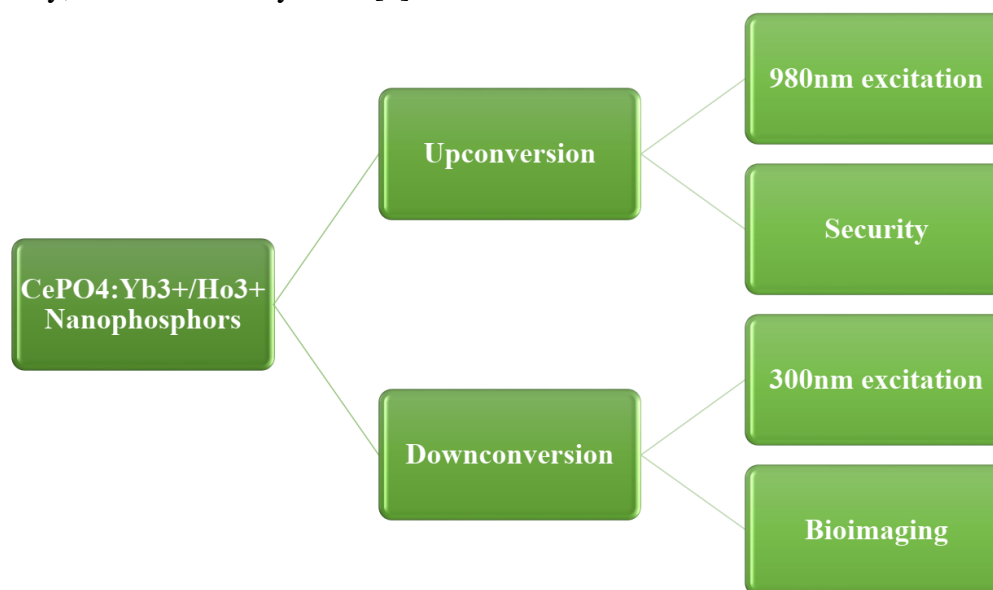 980nm excitation
Upconversion
Security
CePO4:Yb3+/Ho3+
Nanophosphors
300nm excitation
Downconversion
Bioimaging